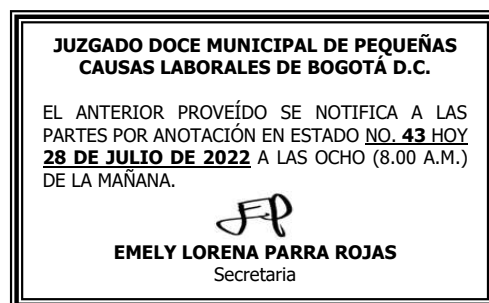 JUZGADO DOCE MUNICIPAL DE PEQUEÑAS
CAUSAS LABORALES DE BOGOTÁ D.C.
EL ANTERIOR PROVEÍDO SE NOTIFICA A LAS
PARTES POR ANOTACIÓN EN ESTADO NO. 43 HOY
28 DE JULIO DE 2022 A LAS OCHO (8.00 A.M.)
DE LA MAÑANA.
EMELY LORENA PARRA ROJAS
Secretaria